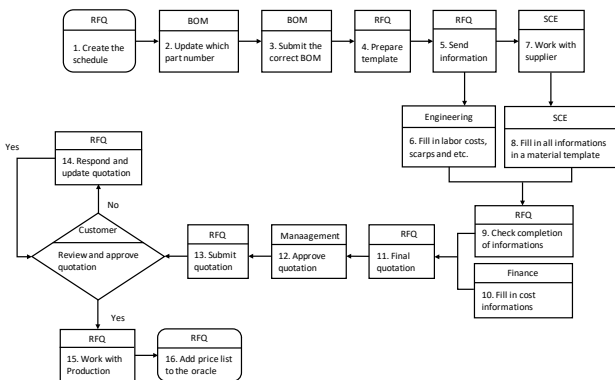 RFQ
1. Create the
schedule
BOM
2. Update which
part number
BOM
3. Submit the
correct BOM
RFQ
4. Prepare
template
RFQ
5. Send
information
SCE
7. Work with
supplier
Engineering
6. Fill in labor costs,
scarps and etc.
SCE
8. Fill in all informations
in a material template
Yes
RFQ
14. Respond and
update quotation
No
Customer
Review and approve
quotation
RFQ
13. Submit
quotation
Manaagement
12. Approve
quotation
RFQ
11. Final
quotation
RFQ
9. Check completion
of informations
Finance
10. Fill in cost
informations
Yes
RFQ
15. Work with
Production
RFQ
16. Add price list
to the oracle